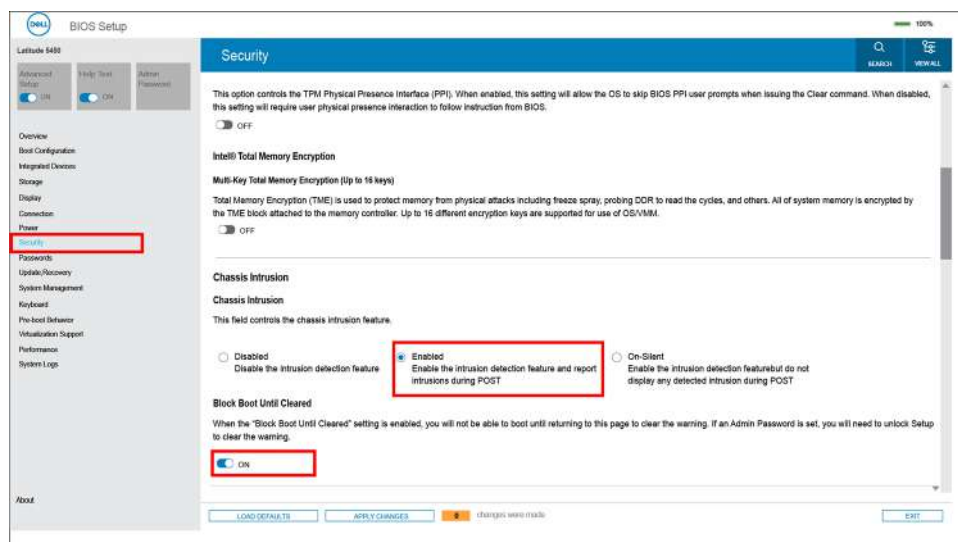 DELL
BIOS Setup
100%
Latitude 5480
Advanced
Setup
ON
Help Text
ON
Admin
Password
Security
SEARCH
VIEW ALL
Overview
Boot Configuration
Integrated Devices
Storage
Display
Connection
Power
Security
Passwords
Update,Recovery
System Management
Keyboard
Pre-boot Behavior
Virtualization Support
Performance
System Logs
About
This option controls the TPM Physical Presence Interface (PPI). When enabled, this setting will allow the OS to skip BIOS PPI user prompts when issuing the Clear command. When disabled,
this setting will require user physical presence interaction to follow instruction from BIOS.
OFF
Intel® Total Memory Encryption
Multi-Key Total Memory Encryption (Up to 16 keys)
Total Memory Encryption (TME) is used to protect memory from physical attacks including freeze spray, probing DDR to read the cycles, and others. All of system memory is encrypted by
the TME block attached to the memory controller. Up to 16 different encryption keys are supported for use of OS/VMM.
OFF
Chassis Intrusion
Chassis Intrusion
This field controls the chassis intrusion feature.
Disabled
Disable the intrusion detection feature
Enabled
Enable the intrusion detection feature and report
intrusions during POST
On-Silent
Enable the intrusion detection featurebut do not
display any detected intrusion during POST
Block Boot Until Cleared
When the "Block Boot Until Cleared" setting is enabled, you will not be able to boot until returning to this page to clear the warning. If an Admin Password is set, you will need to unlock Setup
to clear the warning.
ON
LOAD DEFAULTS
APPLY CHANGES
0
changes were made
EXIT